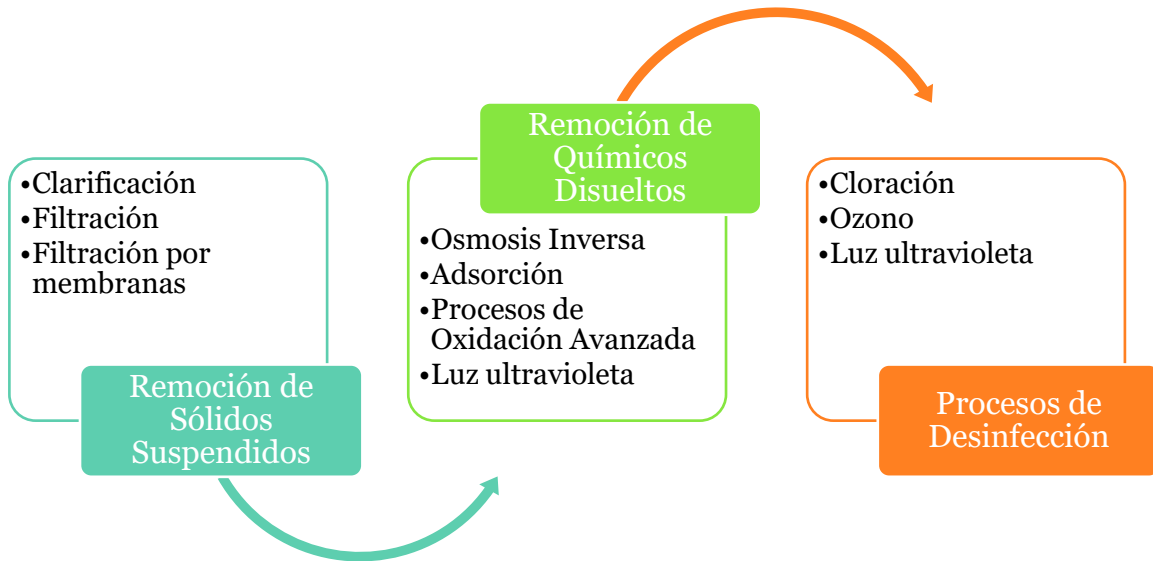 •Clarificación
•Filtración
•Filtración por
membranas
Remoción de
Sólidos
Suspendidos
Remoción de
Químicos
Disueltos
•Osmosis Inversa
•Adsorción
•Procesos de
Oxidación Avanzada
•Luz ultravioleta
•Cloración
•Ozono
•Luz ultravioleta
Procesos de
Desinfección